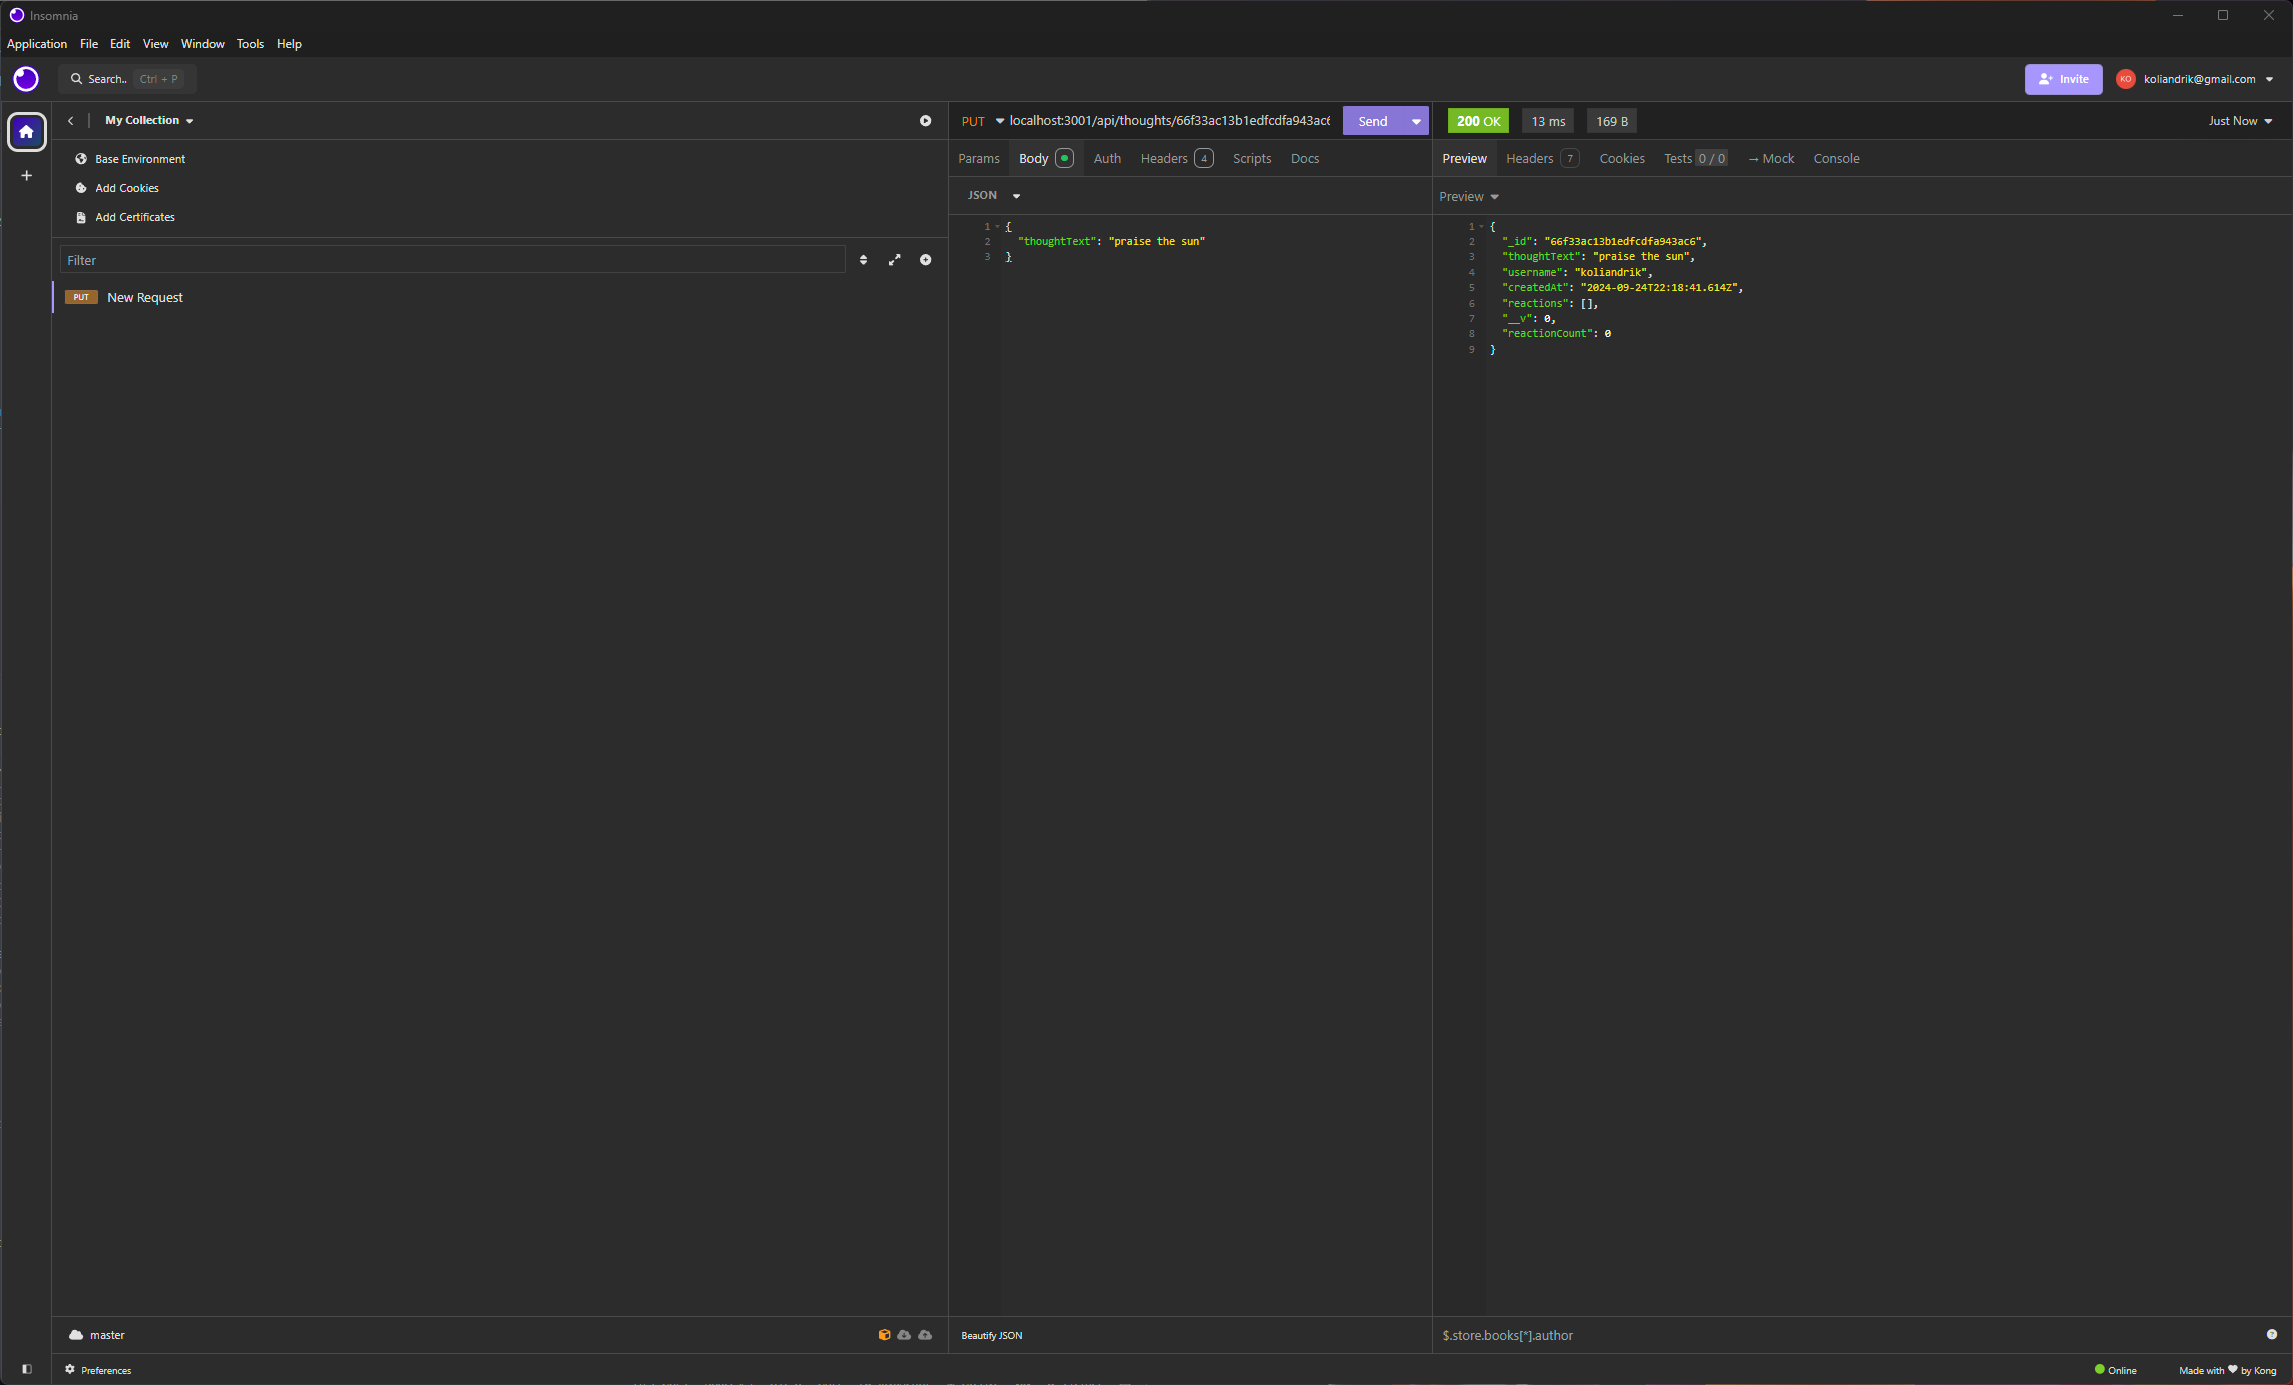 Insomnia
Application File Edit View Window Tools Help
Search.. Ctrl + P
Invite KO koliandrik@gmail.com
My Collection
PUT localhost:3001/api/thoughts/66f33ac13b1edfcdfa943ac6 Send
200 OK 13 ms 169 B Just Now
Base Environment
Add Cookies
Add Certificates
Filter
PUT New Request
Params Body Auth Headers 4 Scripts Docs
JSON
1 {
2 "thoughtText": "praise the sun"
3 }
Preview Headers 7 Cookies Tests 0 / 0 → Mock Console
Preview
1 {
2 "_id": "66f33ac13b1edfcdfa943ac6",
3 "thoughtText": "praise the sun",
4 "username": "koliandrik",
5 "createdAt": "2024-09-24T22:18:41.614Z",
6 "reactions": [],
7 "__v": 0,
8 "reactionCount": 0
9 }
master
Beautify JSON
$.store.books[*].author
Preferences
Online Made with ❤ by Kong